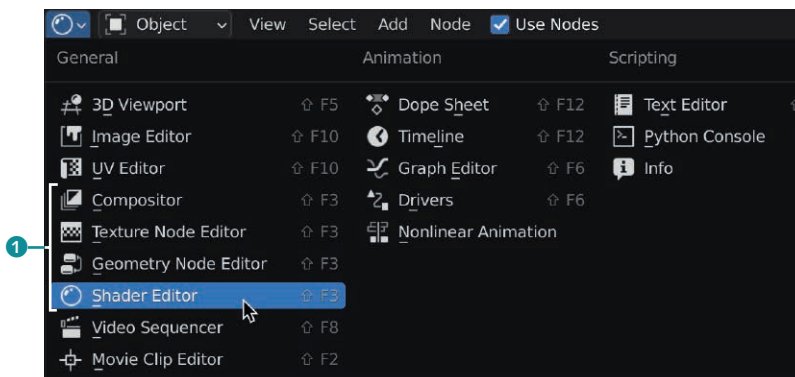 Object View Select Add Node Use Nodes
General Animation Scripting
3D Viewport ⇧ F5 Dope Sheet ⇧ F12 Text Editor
Image Editor ⇧ F10 Timeline ⇧ F12 Python Console
UV Editor ⇧ F10 Graph Editor ⇧ F6 Info
Compositor ⇧ F3 Drivers ⇧ F6
Texture Node Editor ⇧ F3 Nonlinear Animation
1 Geometry Node Editor ⇧ F3
Shader Editor ⇧ F3
Video Sequencer ⇧ F8
Movie Clip Editor ⇧ F2